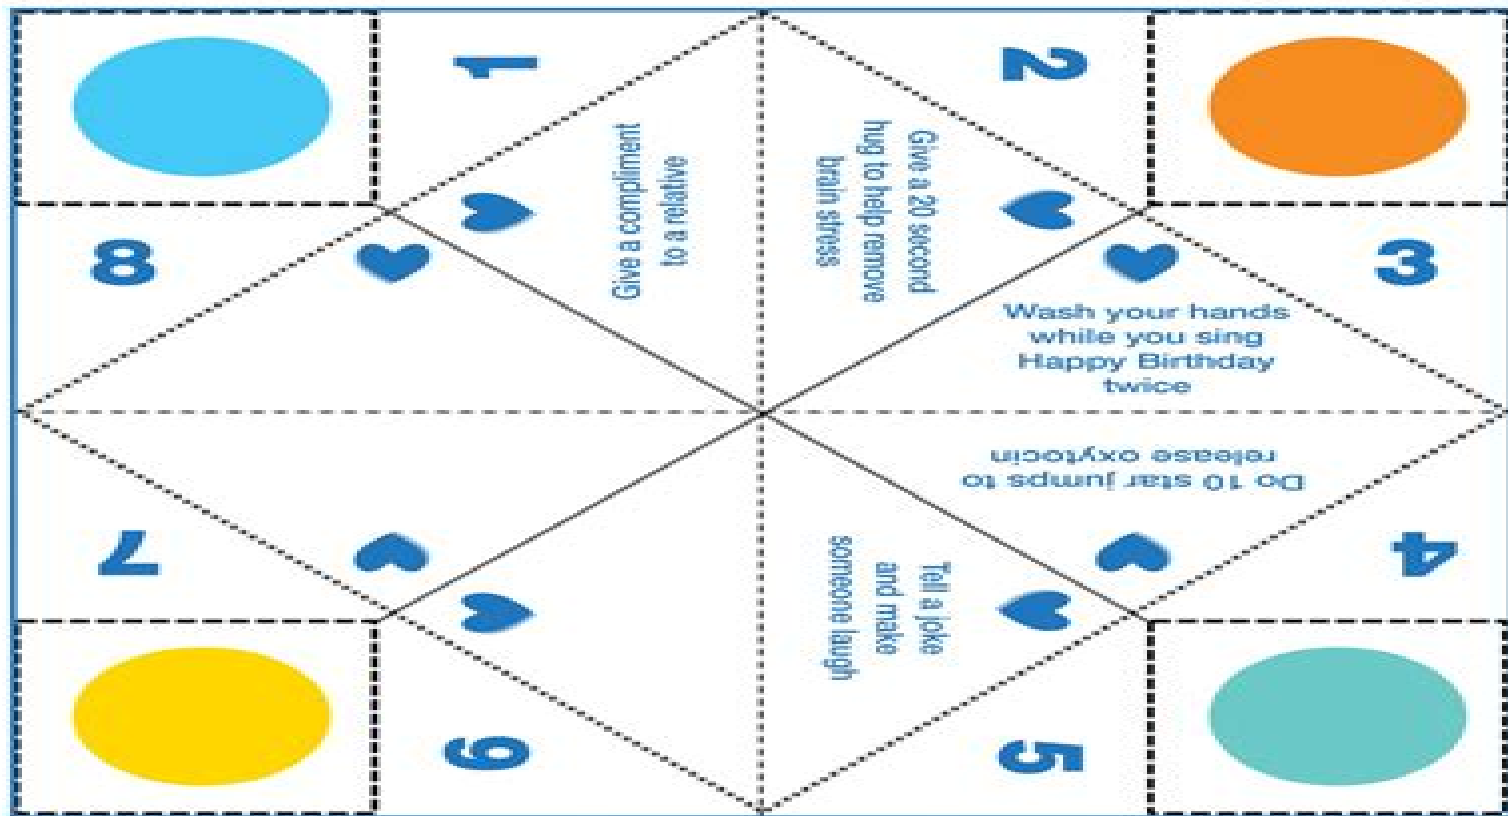 1
Give a compliment
to a relative
2
Give a 20 second
hug to help remove
brain stress
3
Wash your hands
while you sing
Happy Birthday
twice
4
Do 10 star jumps to
release oxytocin
5
Tell a joke
and make
someone laugh
6
7
8